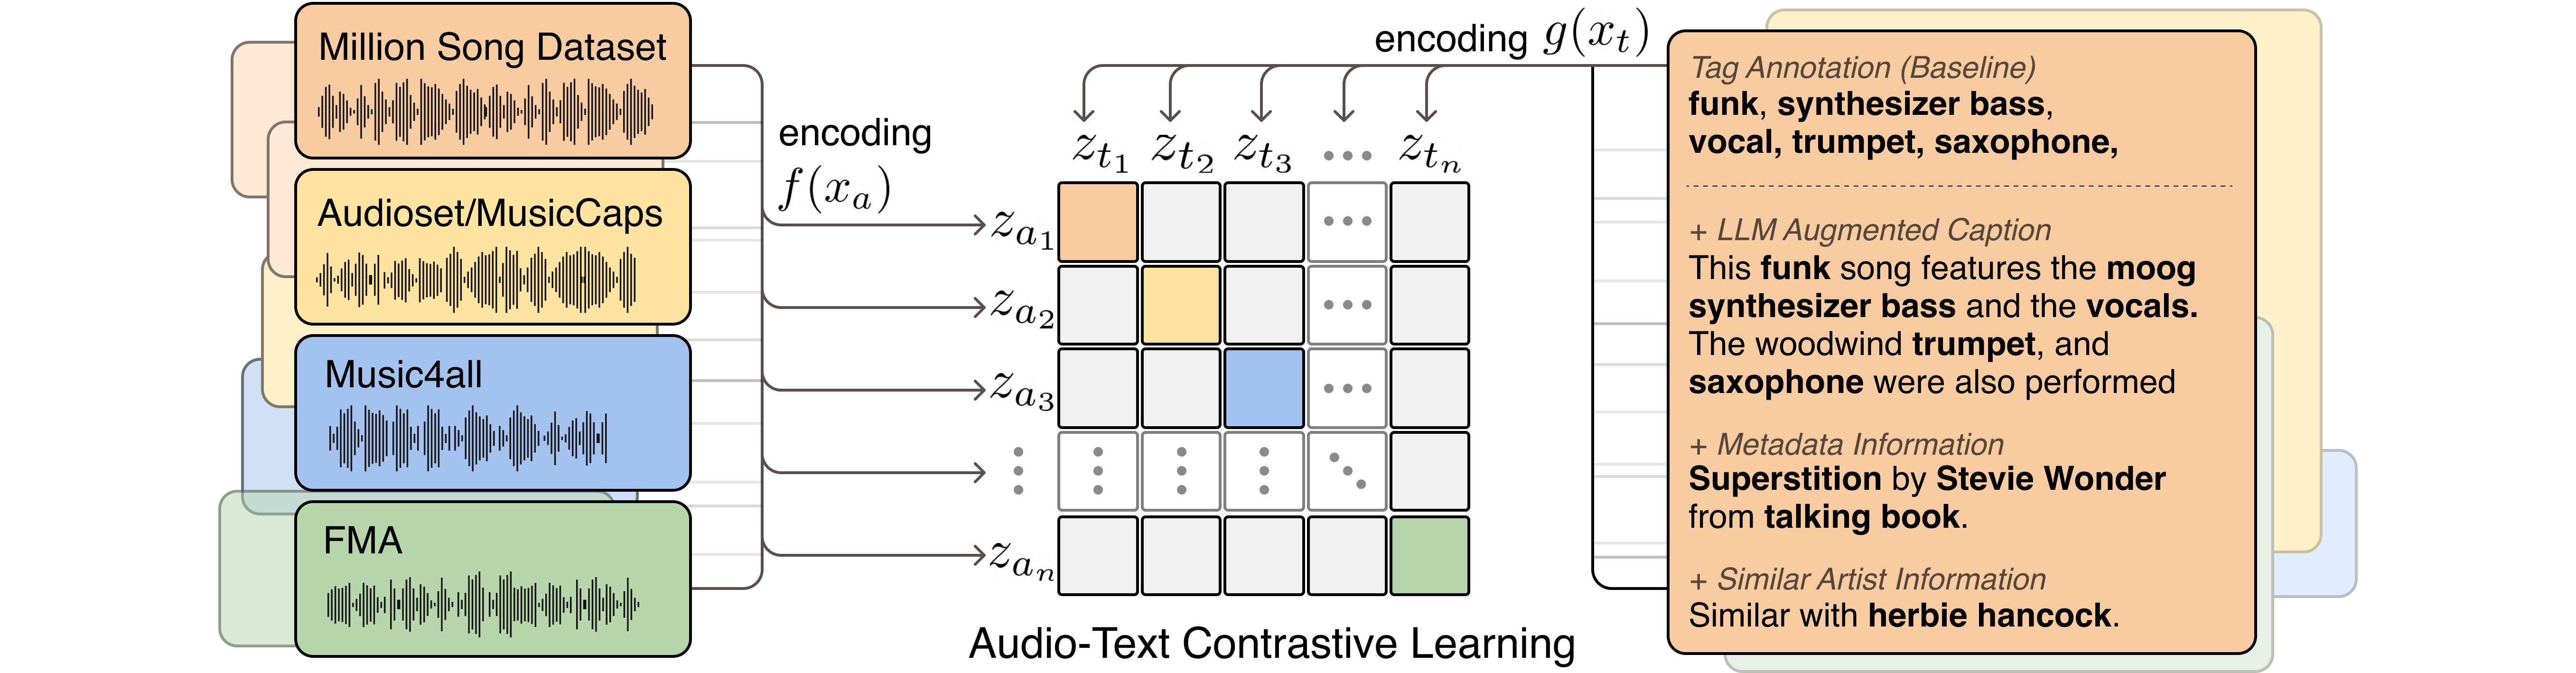 Million Song Dataset
Audioset/MusicCaps
Music4all
FMA
encoding
f(x_a)
encoding g(x_t)
z_{t_1} z_{t_2} z_{t_3} ... z_{t_n}
z_{a_1}
z_{a_2}
z_{a_3}
z_{a_n}
Audio-Text Contrastive Learning
Tag Annotation (Baseline)
funk, synthesizer bass,
vocal, trumpet, saxophone,
+ LLM Augmented Caption
This funk song features the moog
synthesizer bass and the vocals.
The woodwind trumpet, and
saxophone were also performed
+ Metadata Information
Superstition by Stevie Wonder
from talking book.
+ Similar Artist Information
Similar with herbie hancock.